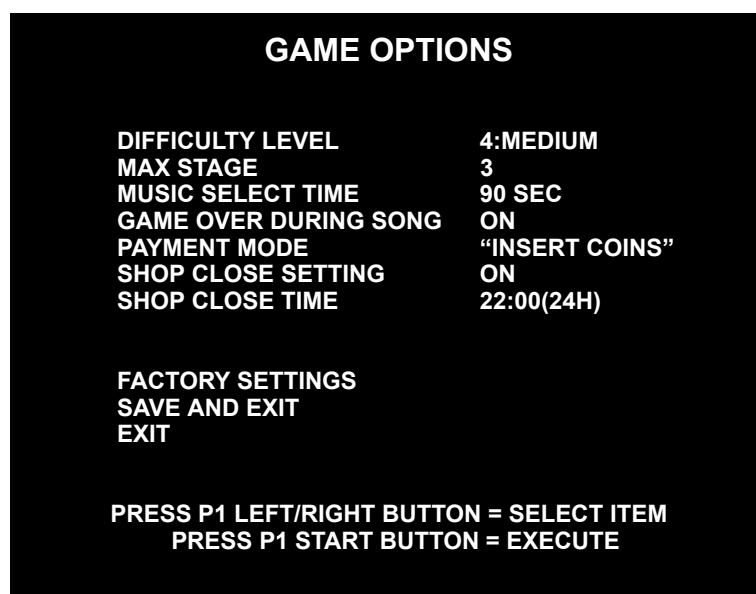 GAME OPTIONS
DIFFICULTY LEVEL 4:MEDIUM
MAX STAGE 3
MUSIC SELECT TIME 90 SEC
GAME OVER DURING SONG ON
PAYMENT MODE “INSERT COINS”
SHOP CLOSE SETTING ON
SHOP CLOSE TIME 22:00(24H)
FACTORY SETTINGS
SAVE AND EXIT
EXIT
PRESS P1 LEFT/RIGHT BUTTON = SELECT ITEM
PRESS P1 START BUTTON = EXECUTE